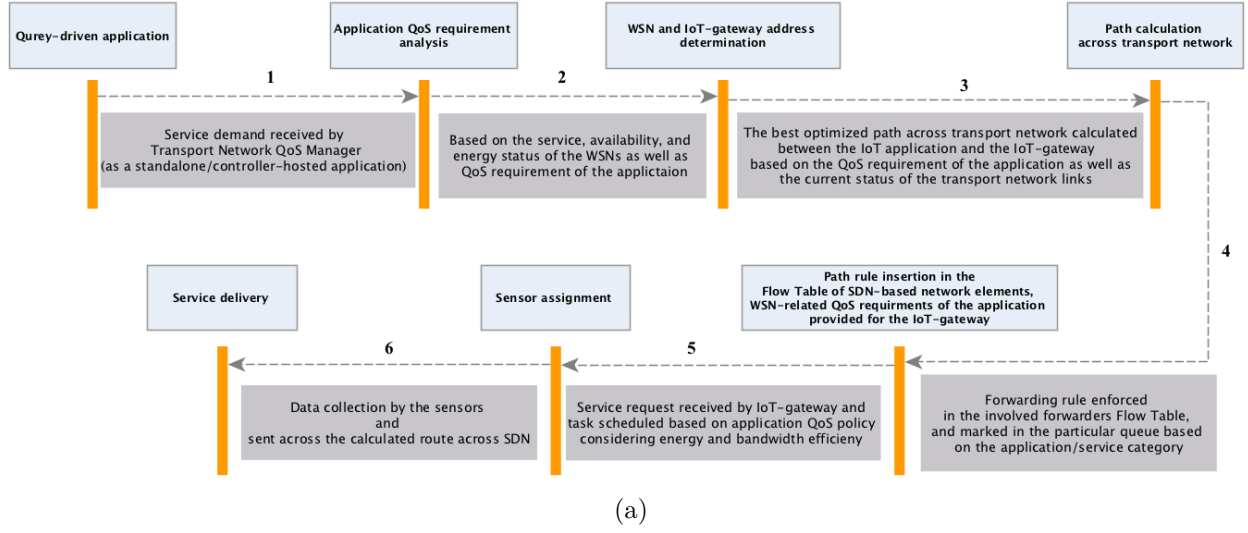 Qurey-driven application
Application QoS requirement
analysis
WSN and IoT-gateway address
determination
Path calculation
across transport network
1
2
3
Service demand received by
Transport Network QoS Manager
(as a standalone/controller-hosted application)
Based on the service, availability, and
energy status of the WSNs as well as
QoS requirement of the applictaion
The best optimized path across transport network calculated
between the IoT application and the IoT-gateway
based on the QoS requirement of the application as well as
the current status of the transport network links
4
Service delivery
Sensor assignment
Path rule insertion in the
Flow Table of SDN-based network elements,
WSN-related QoS requirments of the application
provided for the IoT-gateway
6
5
Data collection by the sensors
and
sent across the calculated route across SDN
Service request received by IoT-gateway and
task scheduled based on application QoS policy
considering energy and bandwidth efficieny
Forwarding rule enforced
in the involved forwarders Flow Table,
and marked in the particular queue based
on the application/service category
(a)